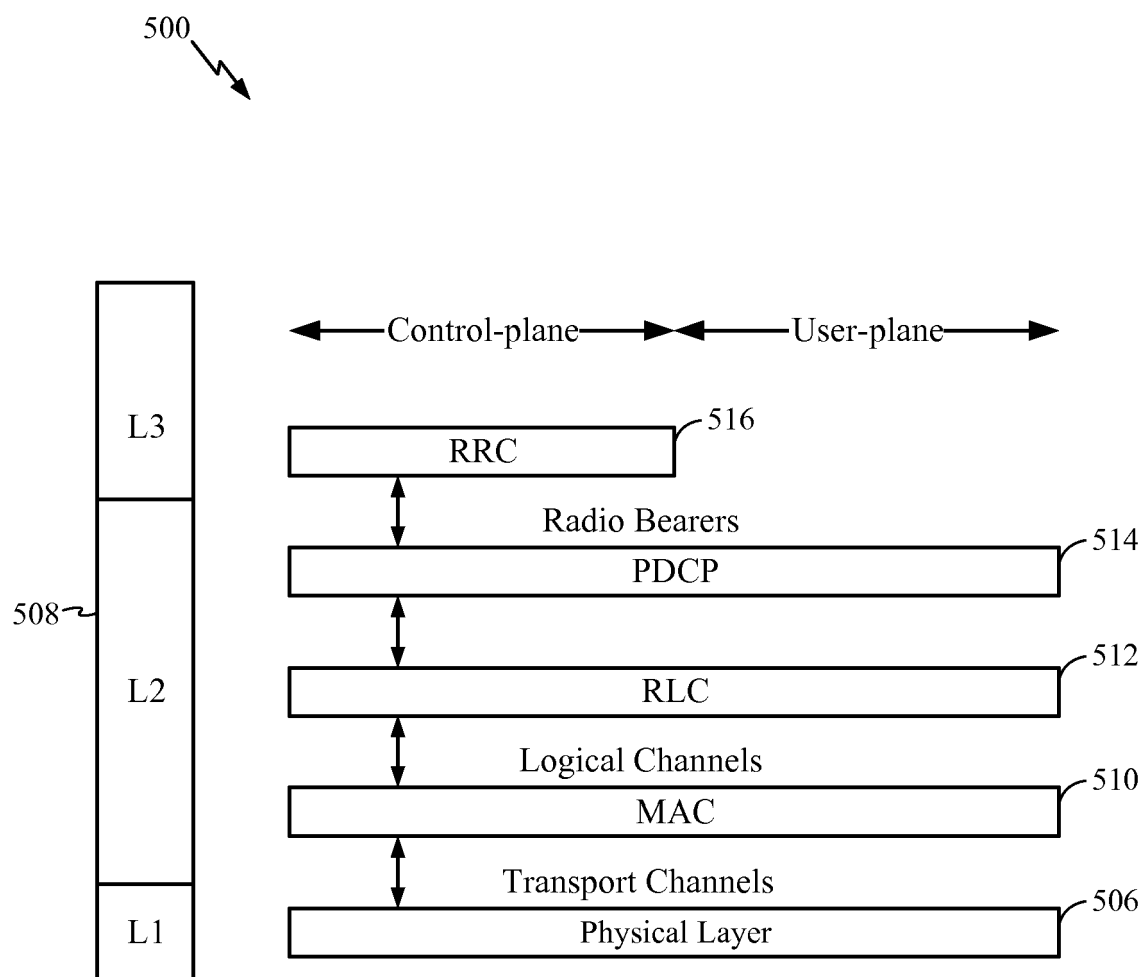 500
Control-plane
User-plane
L3
516
RRC
Radio Bearers
514
PDCP
508
L2
512
RLC
Logical Channels
510
MAC
Transport Channels
506
L1
Physical Layer